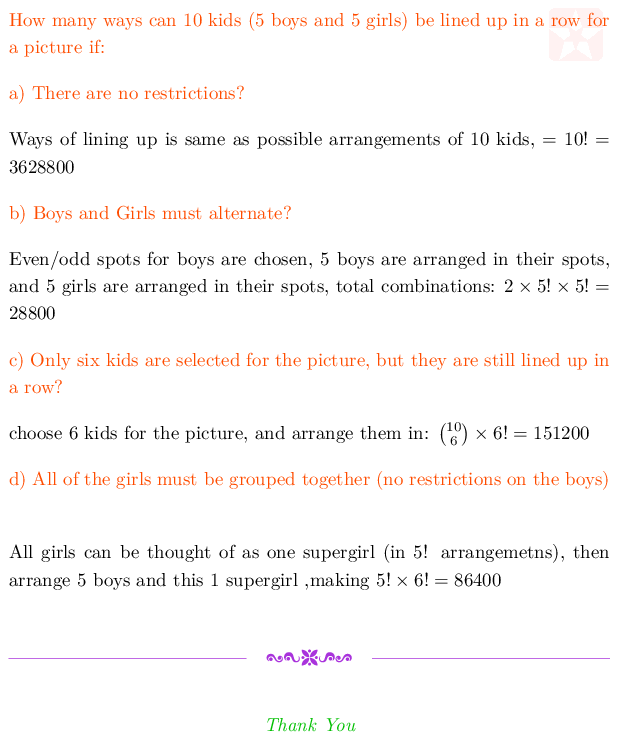 How many ways can 10 kids (5 boys and 5 girls) be lined up in a row for
a picture if:
a) There are no restrictions?
Ways of lining up is same as possible arrangements of 10 kids, = 10! =
3628800
b) Boys and Girls must alternate?
Even/odd spots for boys are chosen, 5 boys are arranged in their spots,
and 5 girls are arranged in their spots, total combinations: 2 × 5! × 5! =
28800
c) Only six kids are selected for the picture, but they are still lined up in
a row?
choose 6 kids for the picture, and arrange them in: $\binom{10}{6}$ × 6! = 151200
d) All of the girls must be grouped together (no restrictions on the boys)
All girls can be thought of as one supergirl (in 5! arrangemetns), then
arrange 5 boys and this 1 supergirl ,making 5! × 6! = 86400
Thank You